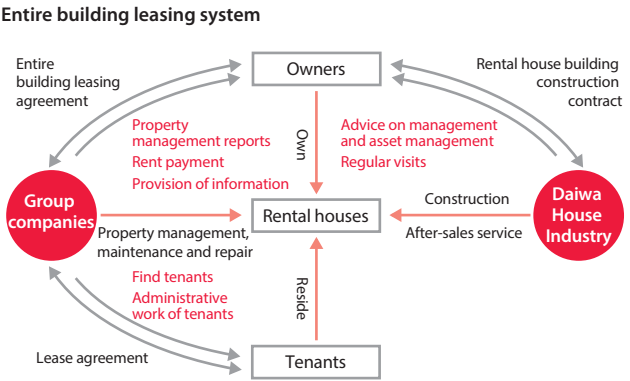 Entire building leasing system
Entire
building leasing
agreement
Owners
Rental house building
construction
contract
Property
management reports
Rent payment
Provision of information
Own
Advice on management
and asset management
Regular visits
Group
companies
Rental houses
Construction
After-sales service
Daiwa
House
Industry
Property management,
maintenance and repair
Find tenants
Administrative
work of tenants
Reside
Lease agreement
Tenants